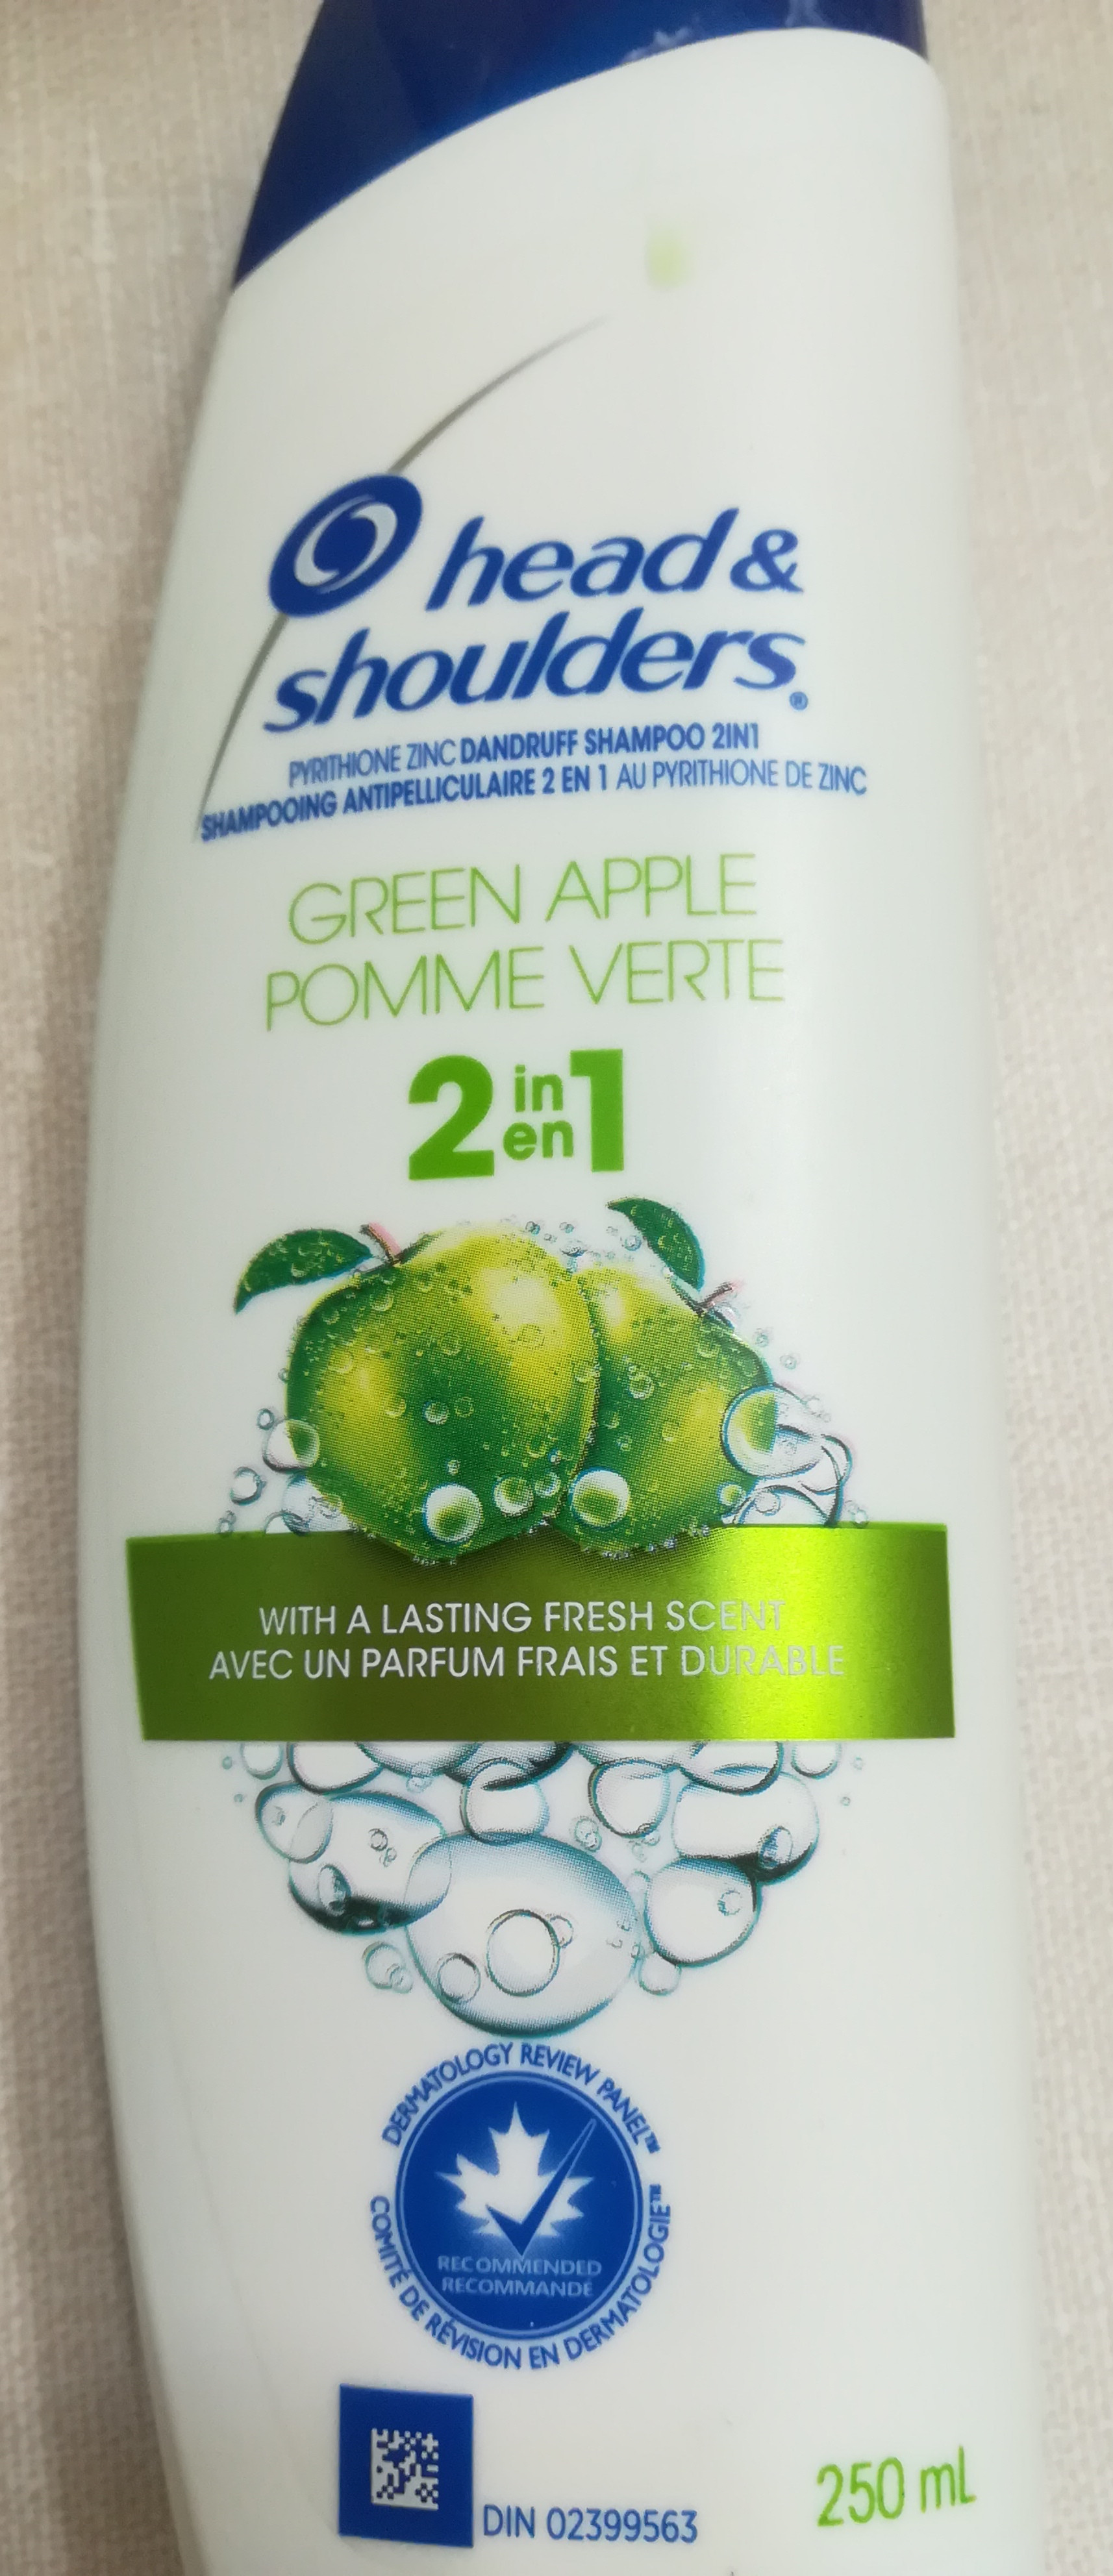 head &
shoulders®
PYRITHIONE ZINC DANDRUFF SHAMPOO 2IN1
SHAMPOOING ANTIPELLICULAIRE 2 EN 1 AU PYRITHIONE DE ZINC
GREEN APPLE
POMME VERTE
2 in en 1
WITH A LASTING FRESH SCENT
AVEC UN PARFUM FRAIS ET DURABLE
DERMATOLOGY REVIEW PANEL™
RECOMMENDED
RECOMMANDÉ
COMITÉ DE RÉVISION EN DERMATOLOGIE™
DIN 02399563
250 mL